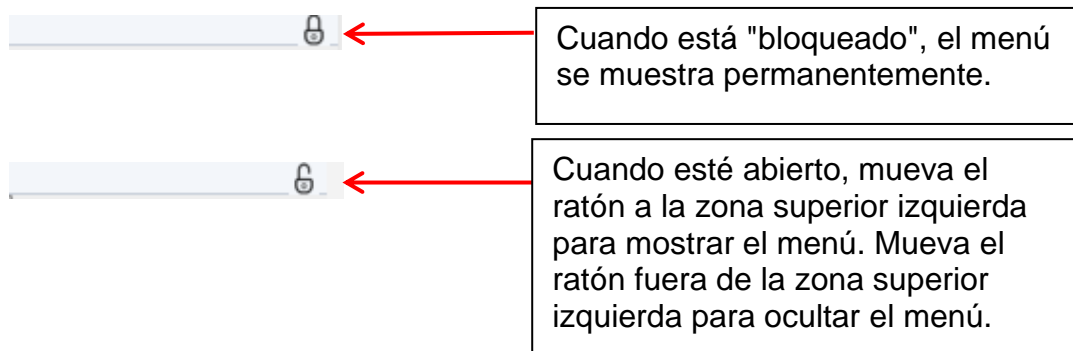 Cuando está "bloqueado", el menú
se muestra permanentemente.
Cuando esté abierto, mueva el
ratón a la zona superior izquierda
para mostrar el menú. Mueva el
ratón fuera de la zona superior
izquierda para ocultar el menú.